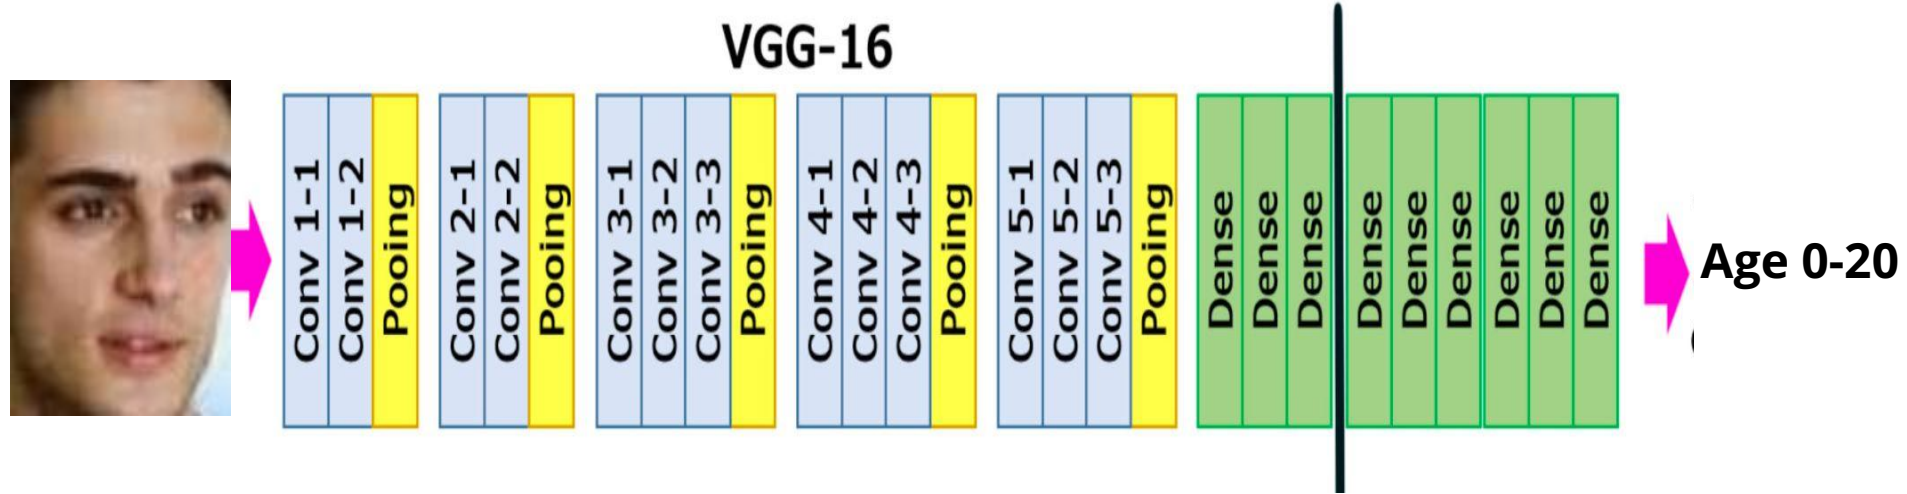 VGG-16
Conv 1-1
Conv 1-2
Pooing
Conv 2-1
Conv 2-2
Pooing
Conv 3-1
Conv 3-2
Conv 3-3
Pooing
Conv 4-1
Conv 4-2
Conv 4-3
Pooing
Conv 5-1
Conv 5-2
Conv 5-3
Pooing
Dense
Dense
Dense
Dense
Dense
Dense
Dense
Dense
Dense
Age 0-20